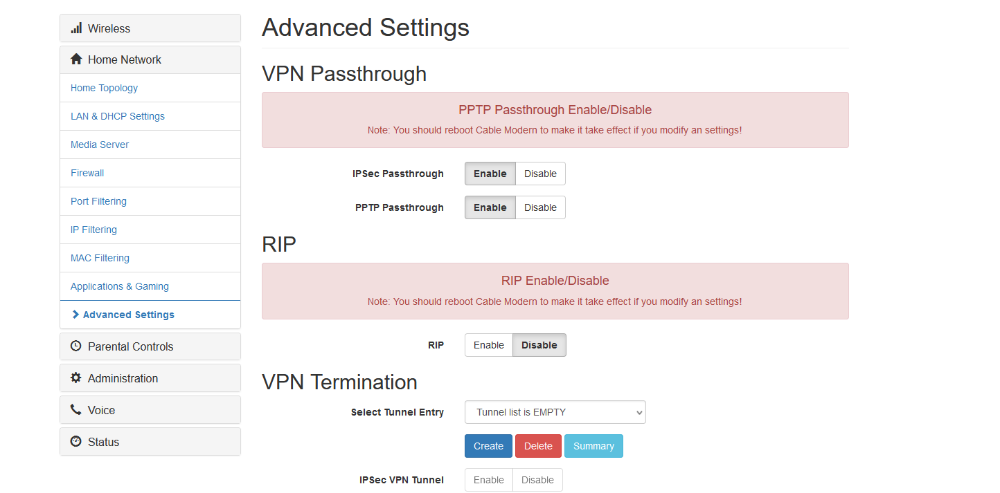 Wireless
Home Network
Home Topology
LAN & DHCP Settings
Media Server
Firewall
Port Filtering
IP Filtering
MAC Filtering
Applications & Gaming
Advanced Settings
Parental Controls
Administration
Voice
Status
Advanced Settings
VPN Passthrough
PPTP Passthrough Enable/Disable
Note: You should reboot Cable Modern to make it take effect if you modify an settings!
IPSec Passthrough Enable Disable
PPTP Passthrough Enable Disable
RIP
RIP Enable/Disable
Note: You should reboot Cable Modern to make it take effect if you modify an settings!
RIP Enable Disable
VPN Termination
Select Tunnel Entry Tunnel list is EMPTY
Create Delete Summary
IPSec VPN Tunnel Enable Disable